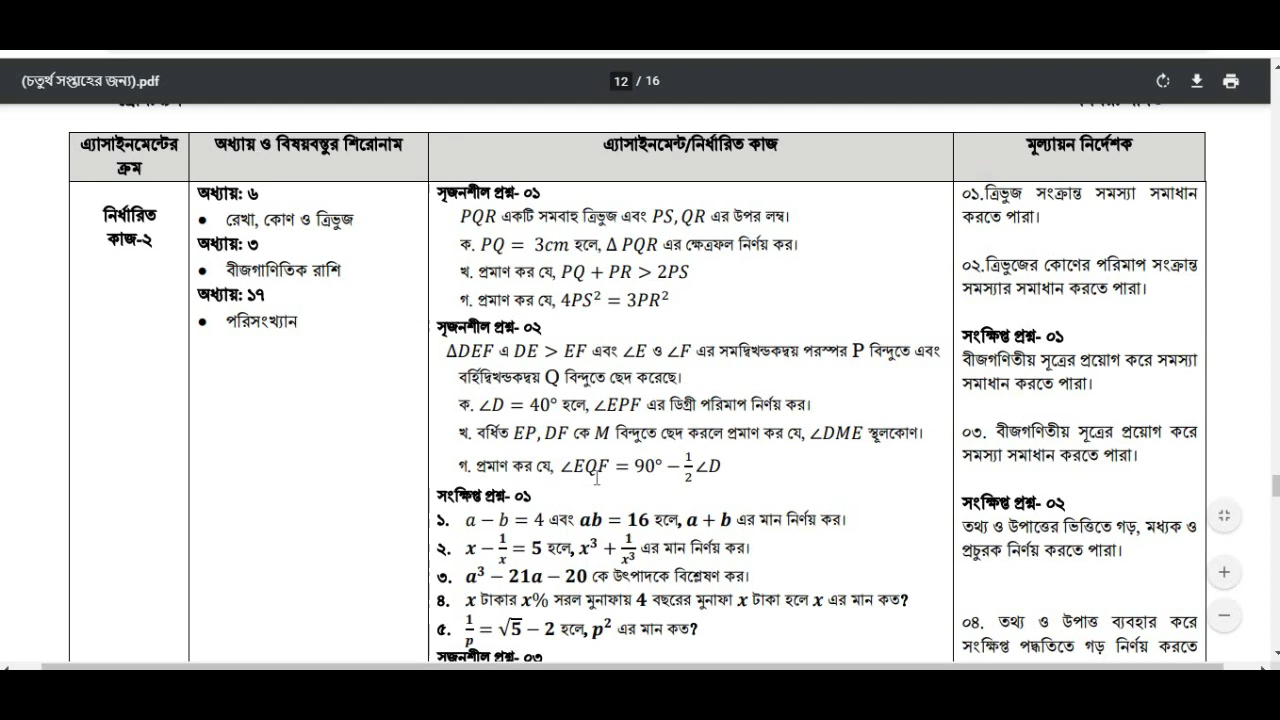 (চতুর্থ সপ্তাহের জন্য).pdf
12 / 16
এ্যাসাইনমেন্টের ক্রম
অধ্যায় ও বিষয়বস্তুর শিরোনাম
এ্যাসাইনমেন্ট/নির্ধারিত কাজ
মূল্যায়ন নির্দেশক
নির্ধারিত
কাজ-২
অধ্যায়: ৬
• রেখা, কোণ ও ত্রিভুজ
অধ্যায়: ৩
• বীজগাণিতিক রাশি
অধ্যায়: ১৭
• পরিসংখ্যান
সৃজনশীল প্রশ্ন- ০১
PQR একটি সমবাহু ত্রিভুজ এবং PS, QR এর উপর লম্ব।
ক. PQ = 3cm হলে, Δ PQR এর ক্ষেত্রফল নির্ণয় কর।
খ. প্রমাণ কর যে, PQ + PR > 2PS
গ. প্রমাণ কর যে, 4PS² = 3PR²
সৃজনশীল প্রশ্ন- ০২
ΔDEF এ DE > EF এবং ∠E ও ∠F এর সমদ্বিখন্ডকদ্বয় পরস্পর P বিন্দুতে এবং
বর্হিদ্বিখন্ডকদ্বয় Q বিন্দুতে ছেদ করেছে।
ক. ∠D = 40° হলে, ∠EPF এর ডিগ্রী পরিমাপ নির্ণয় কর।
খ. বর্ধিত EP, DF কে M বিন্দুতে ছেদ করলে প্রমাণ কর যে, ∠DME স্থূলকোণ।
গ. প্রমাণ কর যে, ∠EQF = 90° − 1/2 ∠D
সংক্ষিপ্ত প্রশ্ন- ০১
১. a − b = 4 এবং ab = 16 হলে, a + b এর মান নির্ণয় কর।
২. x − 1/x = 5 হলে, x³ + 1/x³ এর মান নির্ণয় কর।
৩. a³ − 21a − 20 কে উৎপাদকে বিশ্লেষণ কর।
৪. x টাকার x% সরল মুনাফায় 4 বছরের মুনাফা x টাকা হলে x এর মান কত?
৫. 1/p = √5 − 2 হলে, p² এর মান কত?
সৃজনশীল প্রশ্ন- ০৩
০১.ত্রিভুজ সংক্রান্ত সমস্যা সমাধান
করতে পারা।
০২.ত্রিভুজের কোণের পরিমাপ সংক্রান্ত
সমস্যার সমাধান করতে পারা।
সংক্ষিপ্ত প্রশ্ন- ০১
বীজগণিতীয় সূত্রের প্রয়োগ করে সমস্যা
সমাধান করতে পারা।
০৩. বীজগণিতীয় সূত্রের প্রয়োগ করে
সমস্যা সমাধান করতে পারা।
সংক্ষিপ্ত প্রশ্ন- ০২
তথ্য ও উপাত্তের ভিত্তিতে গড়, মধ্যক ও
প্রচুরক নির্ণয় করতে পারা।
০৪. তথ্য ও উপাত্ত ব্যবহার করে
সংক্ষিপ্ত পদ্ধতিতে গড় নির্ণয় করতে